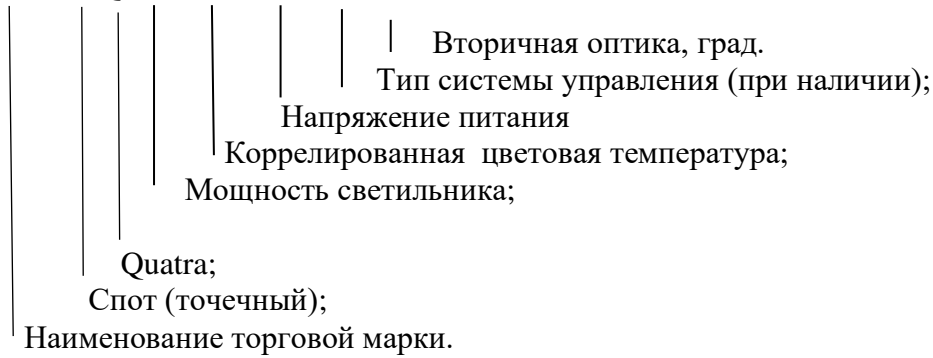 Вторичная оптика, град.
Тип системы управления (при наличии);
Напряжение питания
Коррелированная цветовая температура;
Мощность светильника;
Quatra;
Спот (точечный);
Наименование торговой марки.